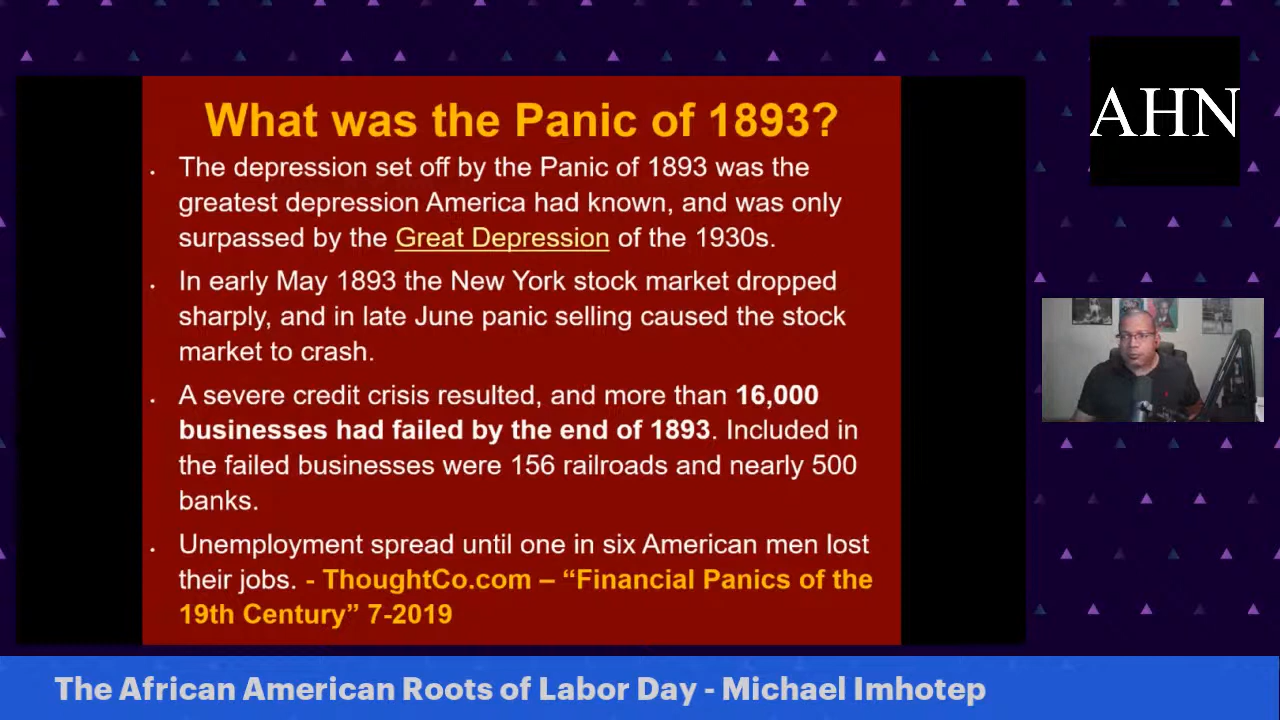 What was the Panic of 1893?
AHN
. The depression set off by the Panic of 1893 was the
greatest depression America had known, and was only
surpassed by the Great Depression of the 1930s.
. In early May 1893 the New York stock market dropped
sharply, and in late June panic selling caused the stock
market to crash.
. A severe credit crisis resulted, and more than 16,000
businesses had failed by the end of 1893. Included in
the failed businesses were 156 railroads and nearly 500
banks.
. Unemployment spread until one in six American men lost
their jobs. - ThoughtCo.com – “Financial Panics of the
19th Century” 7-2019
The African American Roots of Labor Day - Michael Imhotep